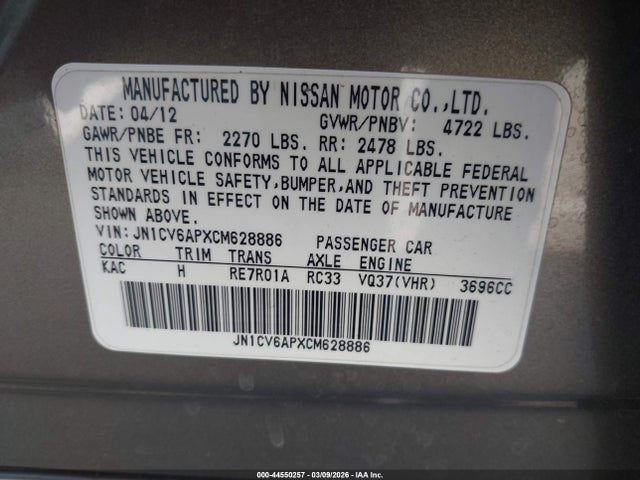 MANUFACTURED BY NISSAN MOTOR CO.,LTD.
DATE: 04/12 GVWR/PNBV: 4722 LBS.
GAWR/PNBE FR: 2270 LBS. RR: 2478 LBS.
THIS VEHICLE CONFORMS TO ALL APPLICABLE FEDERAL
MOTOR VEHICLE SAFETY,BUMPER,AND THEFT PREVENTION
STANDARDS IN EFFECT ON THE DATE OF MANUFACTURE
SHOWN ABOVE.
VIN: JN1CV6APXCM628886 PASSENGER CAR
COLOR TRIM TRANS AXLE ENGINE
KAC H RE7R01A RC33 VQ37(VHR) 3696CC
JN1CV6APXCM628886
000-44550257 - 03/09/2026 - IAA Inc.